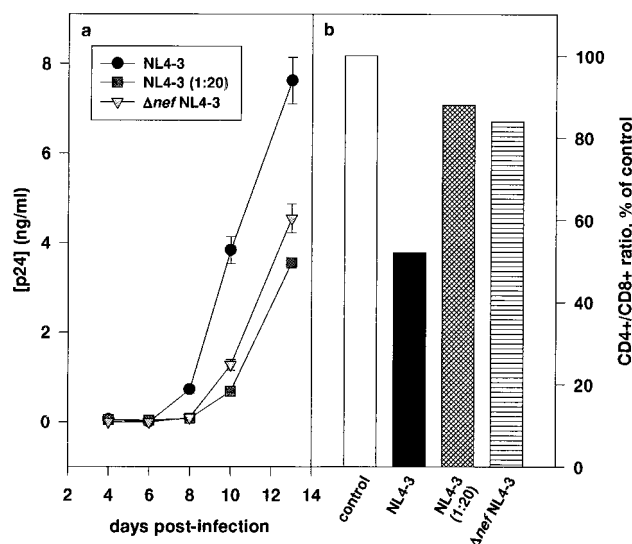 a
NL4-3
NL4-3 (1:20)
Δnef NL4-3
[p24] (ng/ml)
8
6
4
2
0
2
4
6
8
10
12
14
days post-infection
b
100
80
60
40
20
0
CD4+/CD8+ ratio, % of control
control
NL4-3
NL4-3
(1:20)
Δnef NL4-3